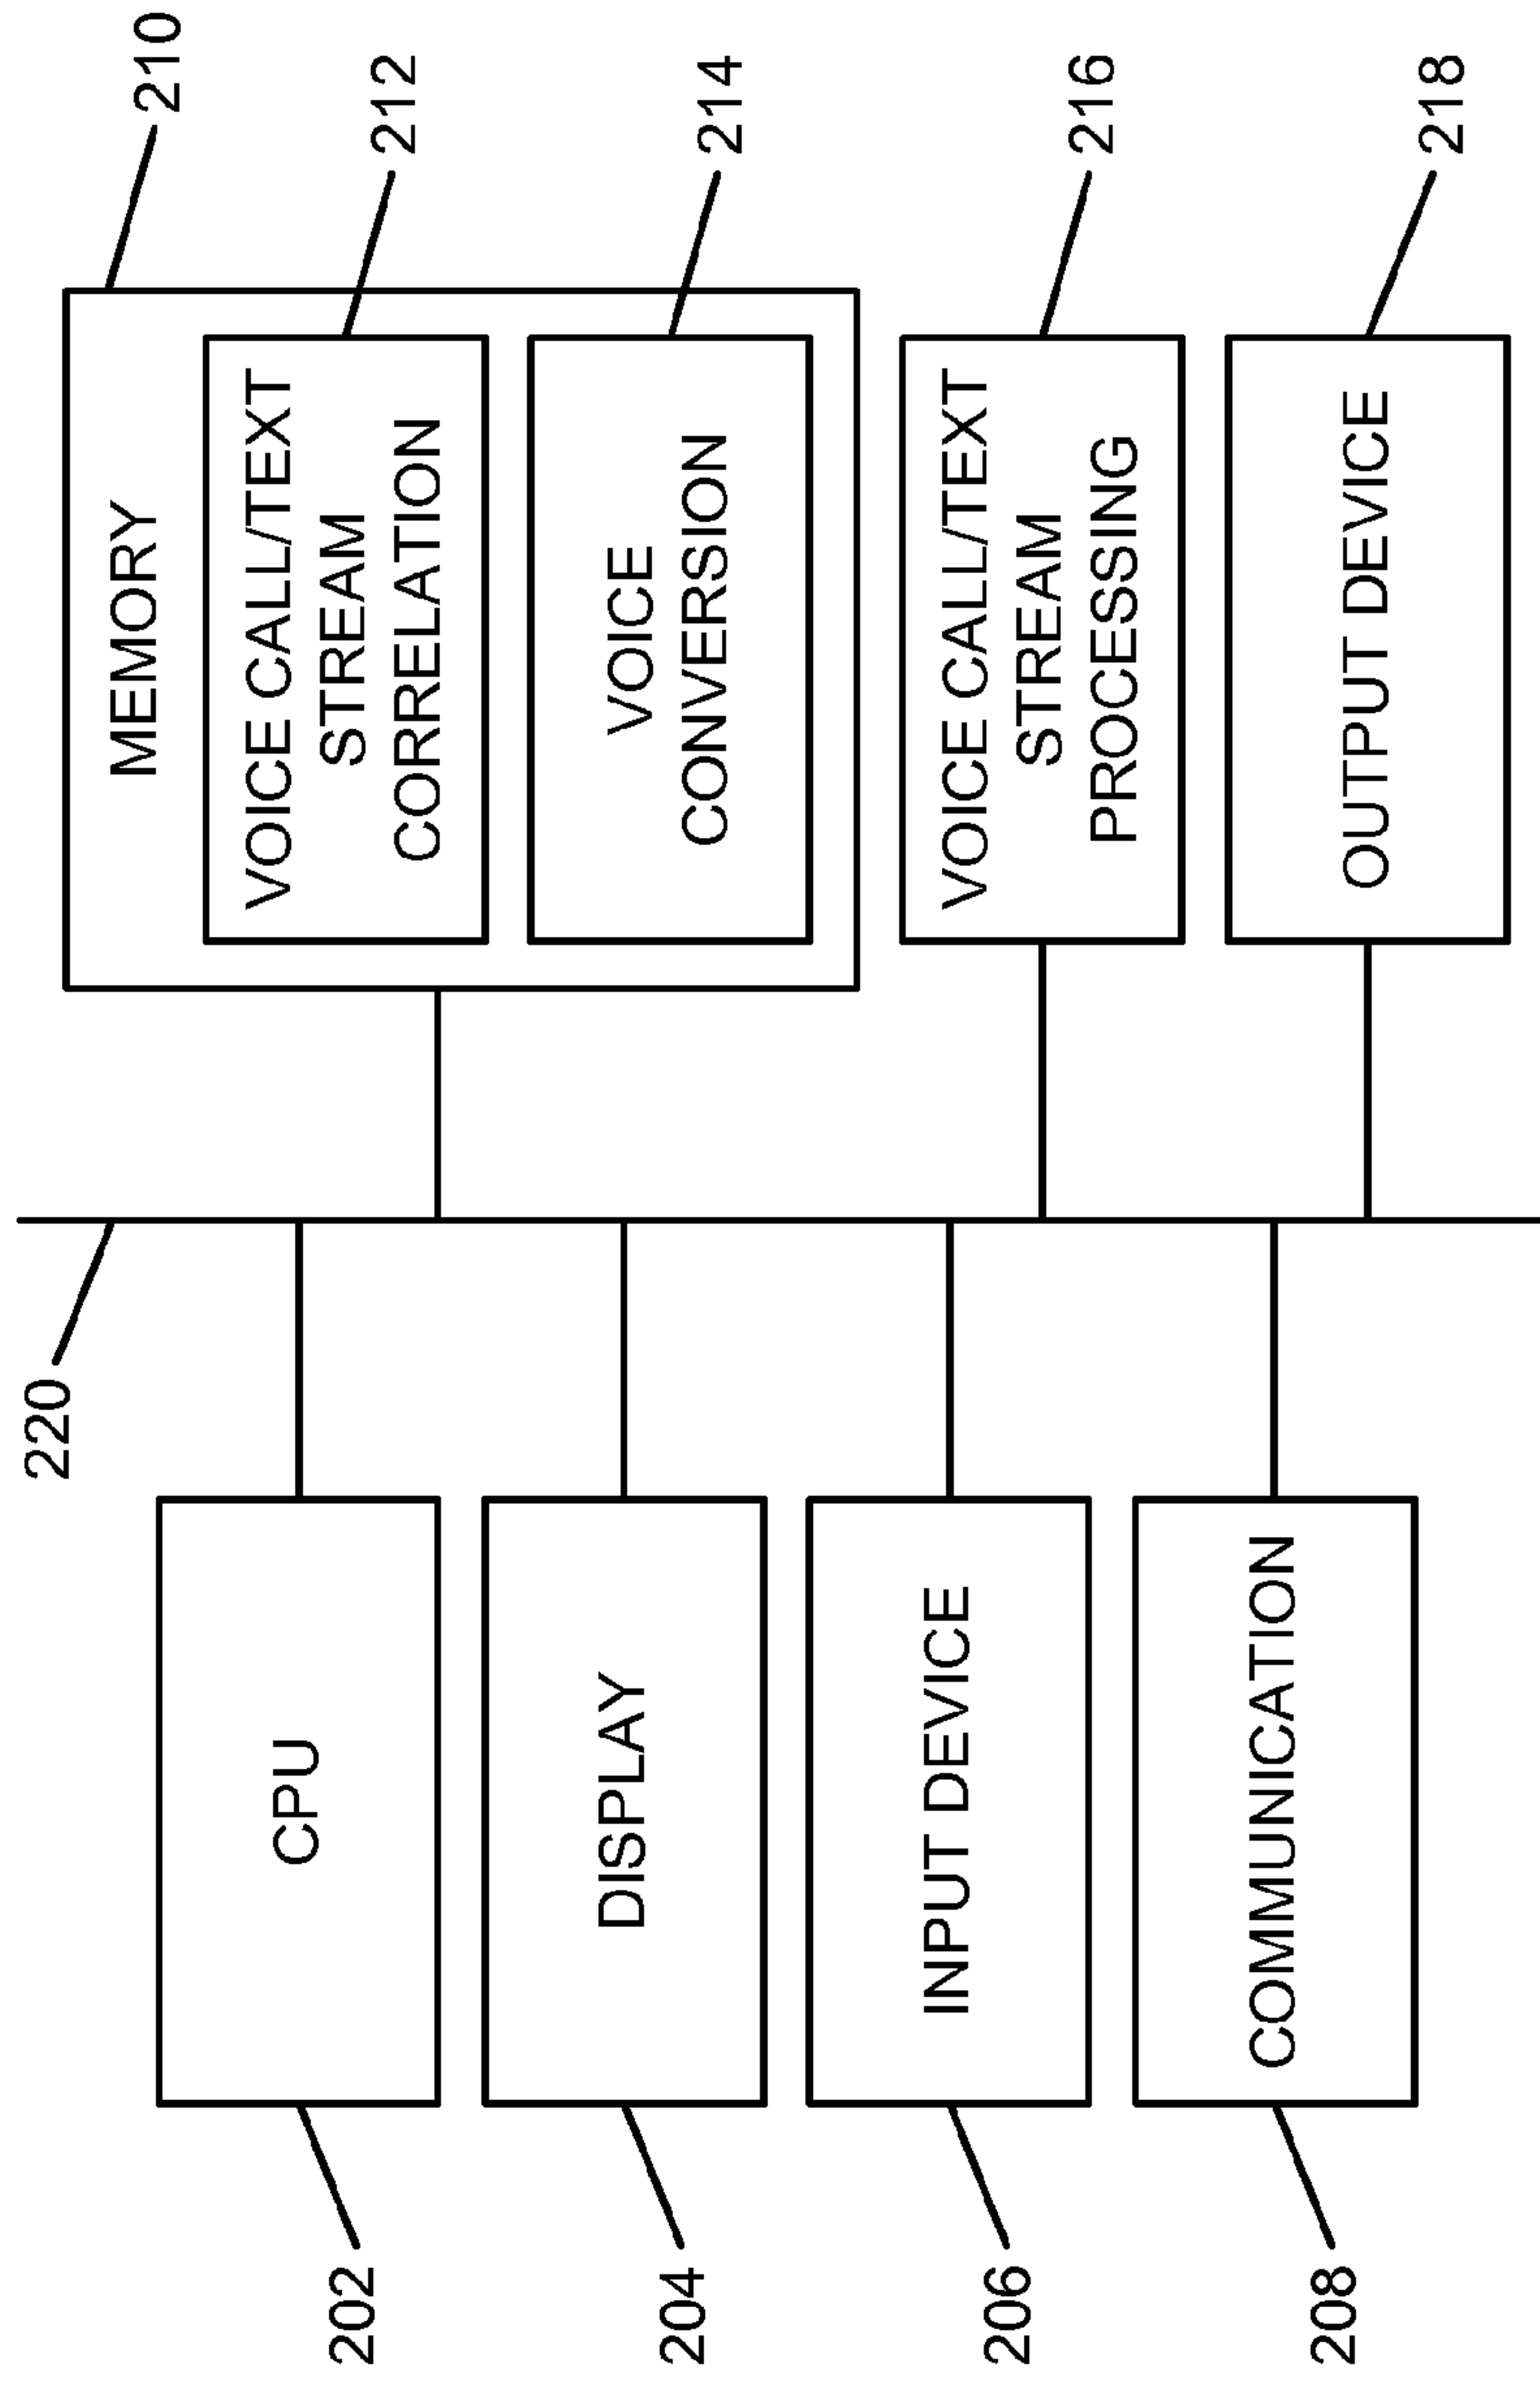 220
202
CPU
204
DISPLAY
206
INPUT DEVICE
208
COMMUNICATION
210
MEMORY
212
VOICE CALL/TEXT
STREAM
CORRELATION
214
VOICE
CONVERSION
216
VOICE CALL/TEXT
STREAM
PROCESSING
218
OUTPUT DEVICE